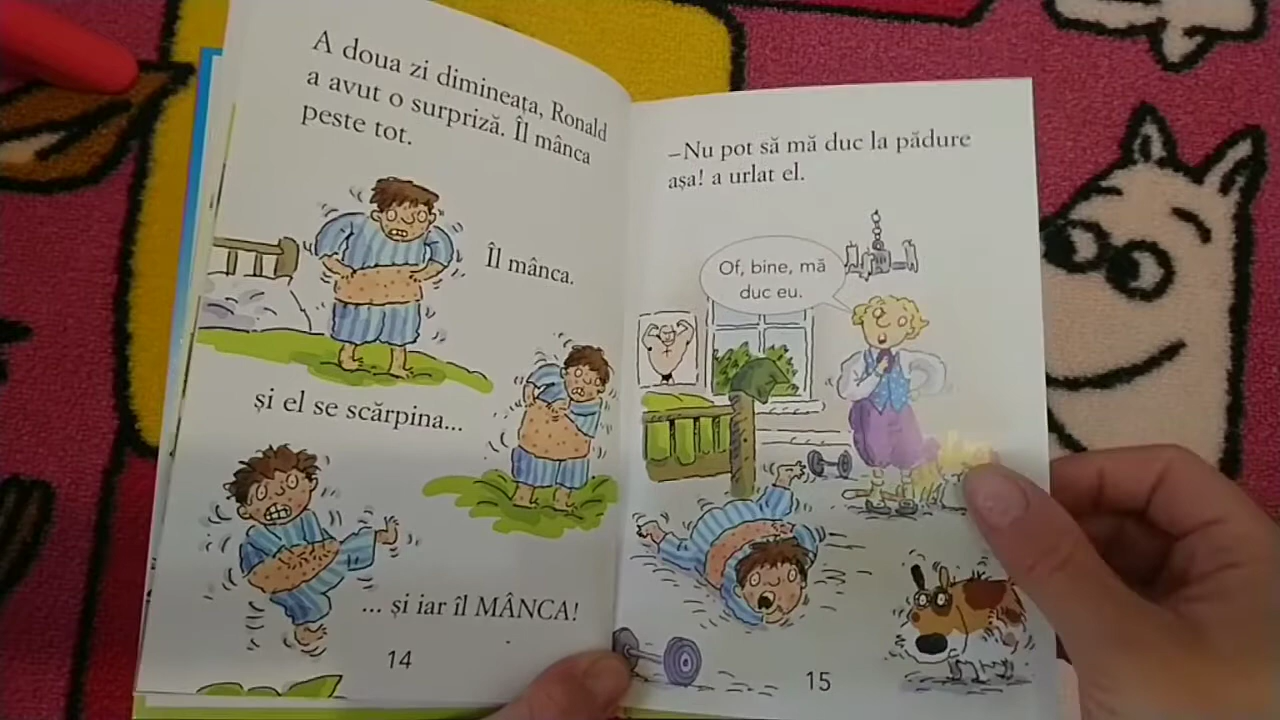 A doua zi dimineața, Ronald
a avut o surpriză. Îl mânca
peste tot.
Îl mânca.
și el se scărpina...
... și iar îl MÂNCA!
14
–Nu pot să mă duc la pădure
așa! a urlat el.
Of, bine, mă
duc eu.
15